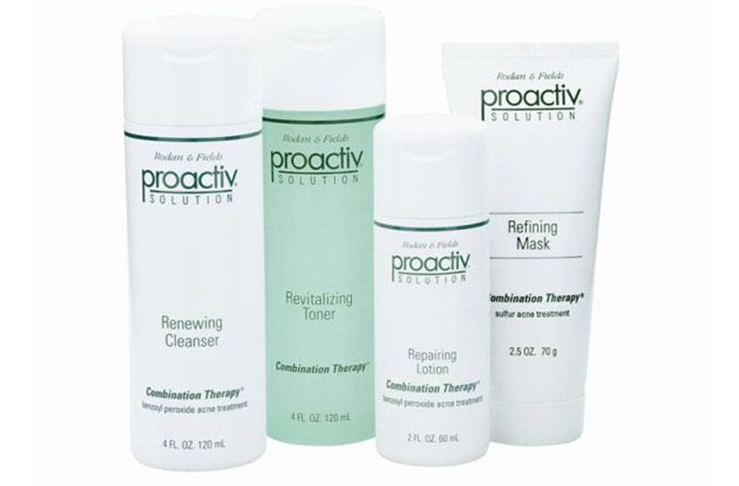 Rodan & Fields
proactiv®
SOLUTION
Renewing
Cleanser
Combination Therapy®
benzoyl peroxide acne treatment
4 FL. OZ. 120 mL
Rodan & Fields
proactiv®
SOLUTION
Revitalizing
Toner
Combination Therapy®
4 FL. OZ. 120 mL
Rodan & Fields
proactiv®
SOLUTION
Repairing
Lotion
Combination Therapy®
benzoyl peroxide acne treatment
2 FL. OZ. 60 mL
Rodan & Fields
proactiv®
SOLUTION
Refining
Mask
Combination Therapy®
sulfur acne treatment
2.5 OZ. 70 g